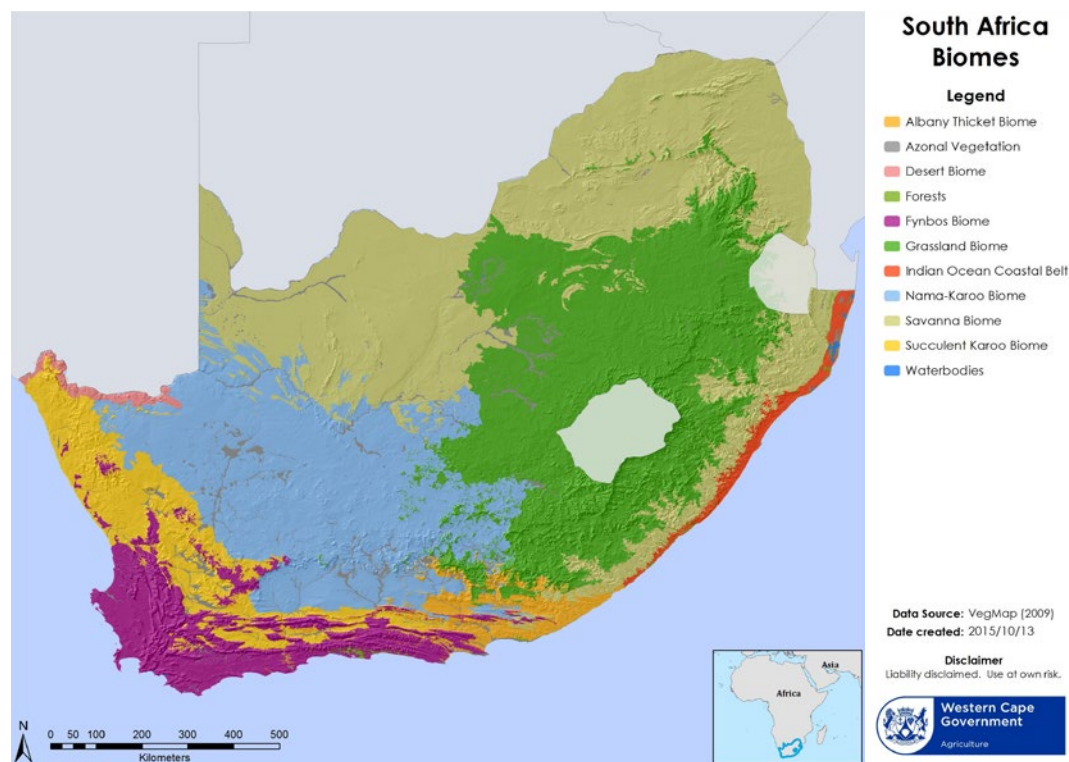 South Africa
Biomes
Legend
Albany Thicket Biome
Azonal Vegetation
Desert Biome
Forests
Fynbos Biome
Grassland Biome
Indian Ocean Coastal Belt
Nama-Karoo Biome
Savanna Biome
Succulent Karoo Biome
Waterbodies
Data Source: VegMap (2009)
Date created: 2015/10/13
Disclaimer
Liability disclaimed. Use at own risk.
Western Cape
Government
Agriculture
Asia
Africa
N
0 50 100 200 300 400 500
Kilometers